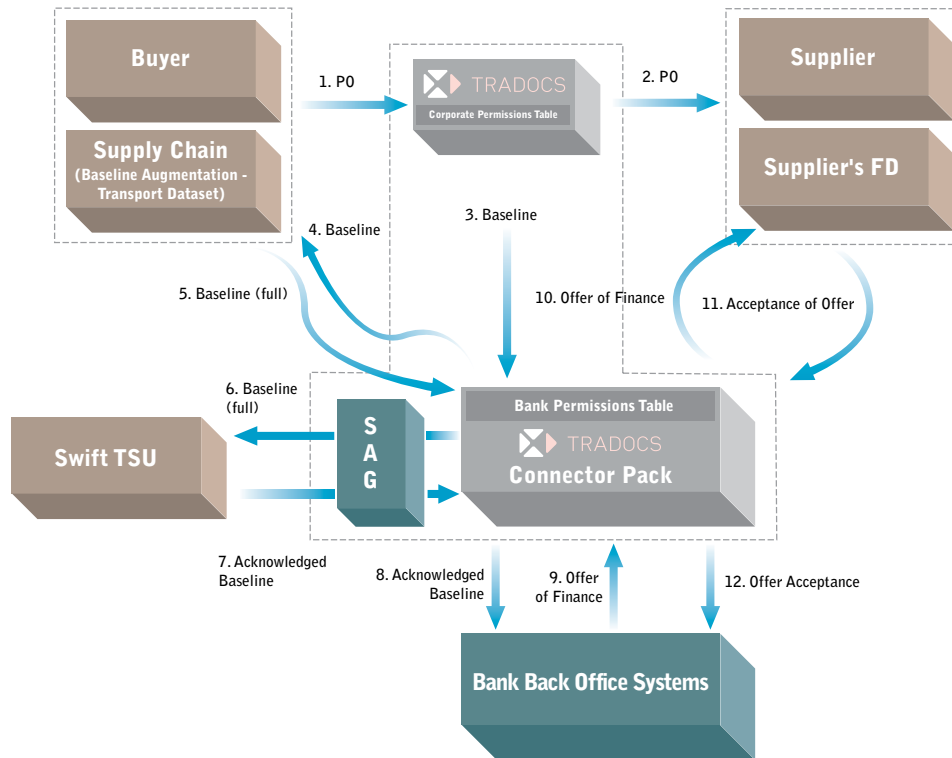 Buyer
Supply Chain
(Baseline Augmentation -
Transport Dataset)
1. PO
TRADOCS
Corporate Permissions Table
2. PO
Supplier
Supplier's FD
3. Baseline
4. Baseline
5. Baseline (full)
10. Offer of Finance
11. Acceptance of Offer
6. Baseline
(full)
Swift TSU
S
A
G
Bank Permissions Table
TRADOCS
Connector Pack
7. Acknowledged
Baseline
8. Acknowledged
Baseline
9. Offer
of Finance
12. Offer Acceptance
Bank Back Office Systems